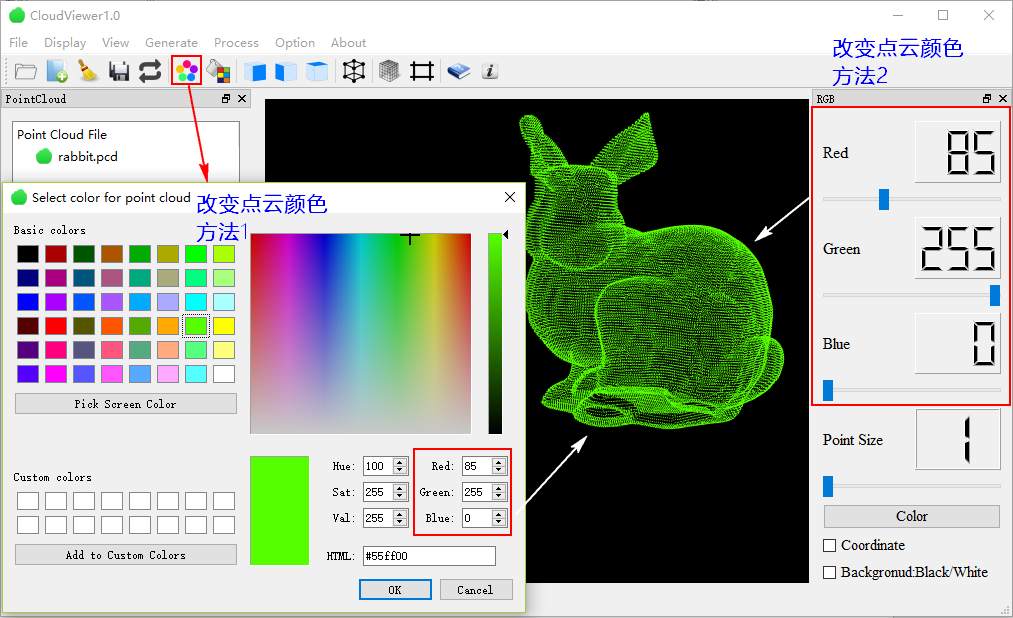 CloudViewer1.0
File Display View Generate Process Option About
改变点云颜色
方法2
PointCloud
RGB
Point Cloud File
rabbit.pcd
Red
85
Green
255
Blue
0
Point Size
1
Color
Coordinate
Backgronud:Black/White
Select color for point cloud
改变点云颜色
方法1
Basic colors
Pick Screen Color
Custom colors
Add to Custom Colors
Hue: 100 Red: 85
Sat: 255 Green: 255
Val: 255 Blue: 0
HTML: #55ff00
OK Cancel